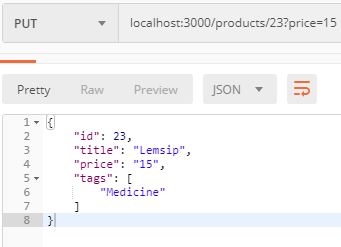 PUT localhost:3000/products/23?price=15
Pretty Raw Preview JSON
1 {
2 "id": 23,
3 "title": "Lemsip",
4 "price": "15",
5 "tags": [
6 "Medicine"
7 ]
8 }